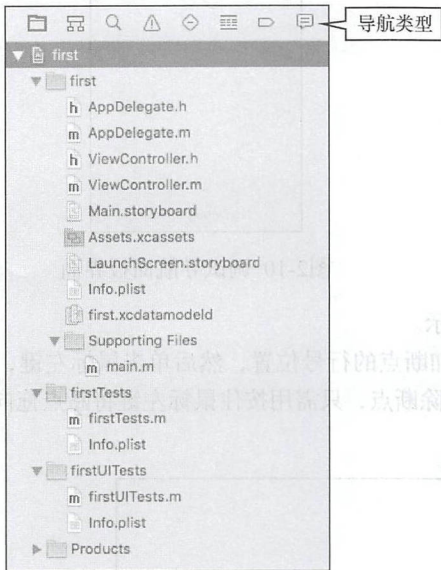 导航类型
first
first
h AppDelegate.h
m AppDelegate.m
h ViewController.h
m ViewController.m
Main.storyboard
Assets.xcassets
LaunchScreen.storyboard
Info.plist
first.xcdatamodeld
Supporting Files
m main.m
firstTests
m firstTests.m
Info.plist
firstUITests
m firstUITests.m
Info.plist
Products